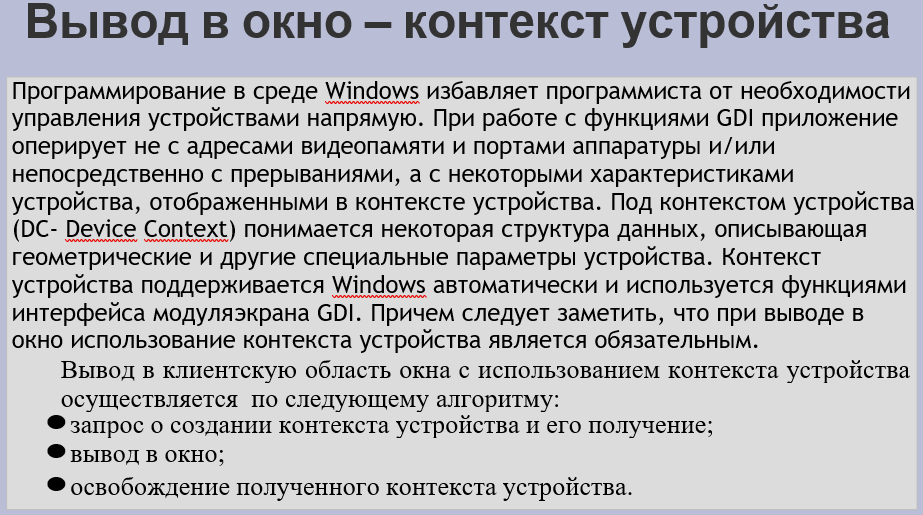 Вывод в окно – контекст устройства
Программирование в среде Windows избавляет программиста от необходимости
управления устройствами напрямую. При работе с функциями GDI приложение
оперирует не с адресами видеопамяти и портами аппаратуры и/или
непосредственно с прерываниями, а с некоторыми характеристиками
устройства, отображенными в контексте устройства. Под контекстом устройства
(DC- Device Context) понимается некоторая структура данных, описывающая
геометрические и другие специальные параметры устройства. Контекст
устройства поддерживается Windows автоматически и используется функциями
интерфейса модуляэкрана GDI. Причем следует заметить, что при выводе в
окно использование контекста устройства является обязательным.
Вывод в клиентскую область окна с использованием контекста устройства
осуществляется  по следующему алгоритму:
● запрос о создании контекста устройства и его получение;
● вывод в окно;
● освобождение полученного контекста устройства.